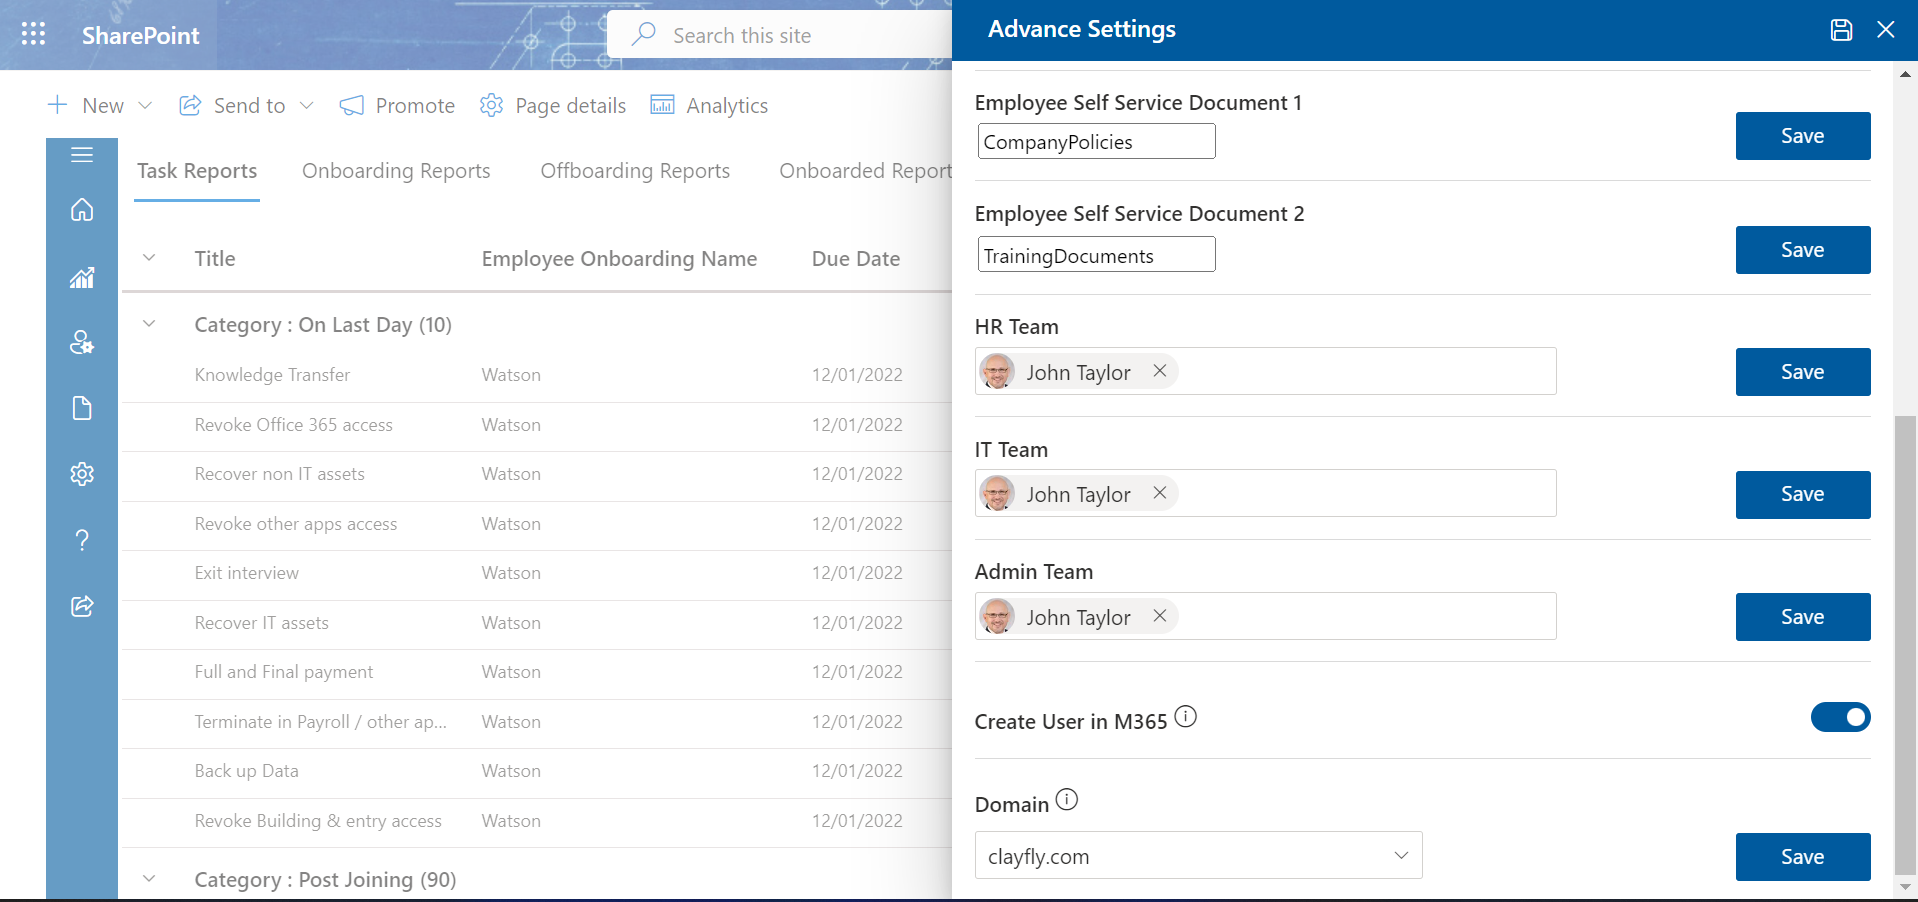 SharePoint
Search this site
New
Send to
Promote
Page details
Analytics
Task Reports
Onboarding Reports
Offboarding Reports
Onboarded Report
Title
Employee Onboarding Name
Due Date
Category : On Last Day (10)
Knowledge Transfer Watson 12/01/2022
Revoke Office 365 access Watson 12/01/2022
Recover non IT assets Watson 12/01/2022
Revoke other apps access Watson 12/01/2022
Exit interview Watson 12/01/2022
Recover IT assets Watson 12/01/2022
Full and Final payment Watson 12/01/2022
Terminate in Payroll / other ap... Watson 12/01/2022
Back up Data Watson 12/01/2022
Revoke Building & entry access Watson 12/01/2022
Category : Post Joining (90)
Advance Settings
Employee Self Service Document 1
CompanyPolicies
Save
Employee Self Service Document 2
TrainingDocuments
Save
HR Team
John Taylor
Save
IT Team
John Taylor
Save
Admin Team
John Taylor
Save
Create User in M365
Domain
clayfly.com
Save